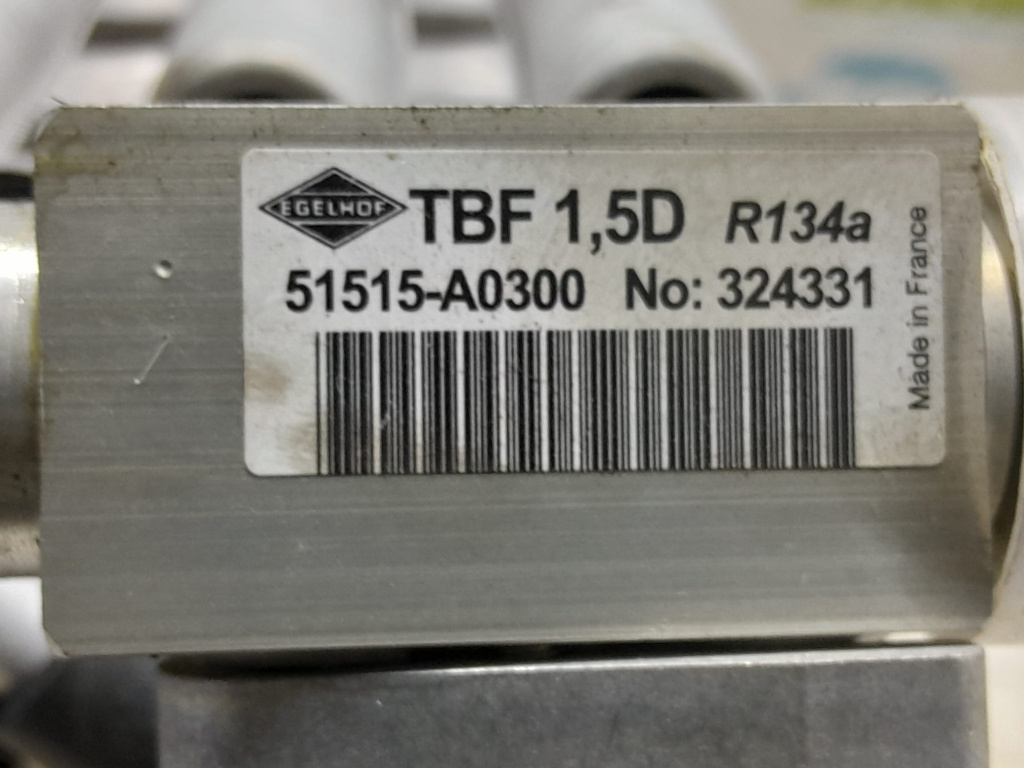 EGELHOF TBF 1,5D R134a
51515-A0300 No: 324331
Made in France